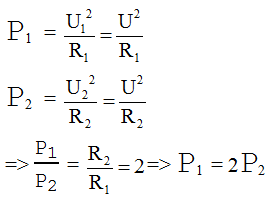 P₁ = U₁²/R₁ = U²/R₁
P₂ = U₂²/R₂ = U²/R₂
=> P₁/P₂ = R₂/R₁ = 2 => P₁ = 2P₂